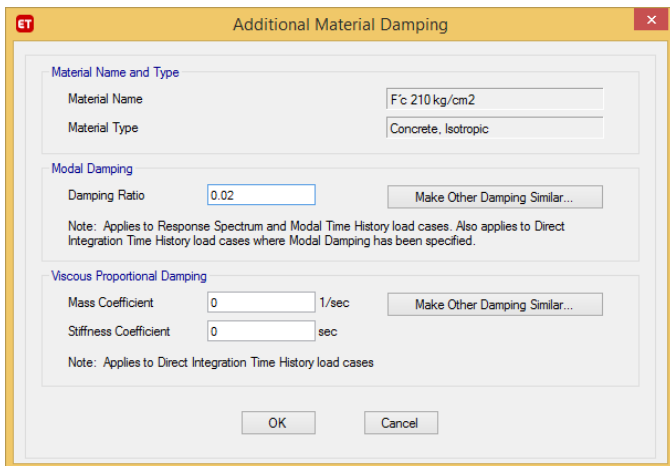 ET
Additional Material Damping
Material Name and Type
Material Name
F´c 210 kg/cm2
Material Type
Concrete, Isotropic
Modal Damping
Damping Ratio
0.02
Make Other Damping Similar...
Note: Applies to Response Spectrum and Modal Time History load cases. Also applies to Direct
Integration Time History load cases where Modal Damping has been specified.
Viscous Proportional Damping
Mass Coefficient
0
1/sec
Make Other Damping Similar...
Stiffness Coefficient
0
sec
Note: Applies to Direct Integration Time History load cases
OK
Cancel